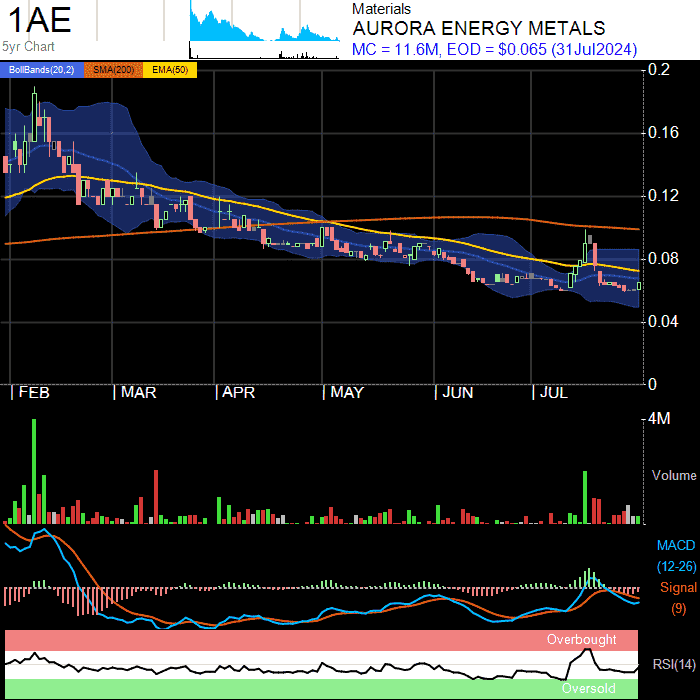 1AE
5yr Chart
Materials
AURORA ENERGY METALS
MC = 11.6M, EOD = $0.065 (31Jul2024)
BollBands(20,2) SMA(200) EMA(50)
0.2
0.16
0.12
0.08
0.04
0
FEB MAR APR MAY JUN JUL
4M
Volume
MACD
(12-26)
Signal
(9)
Overbought
RSI(14)
Oversold